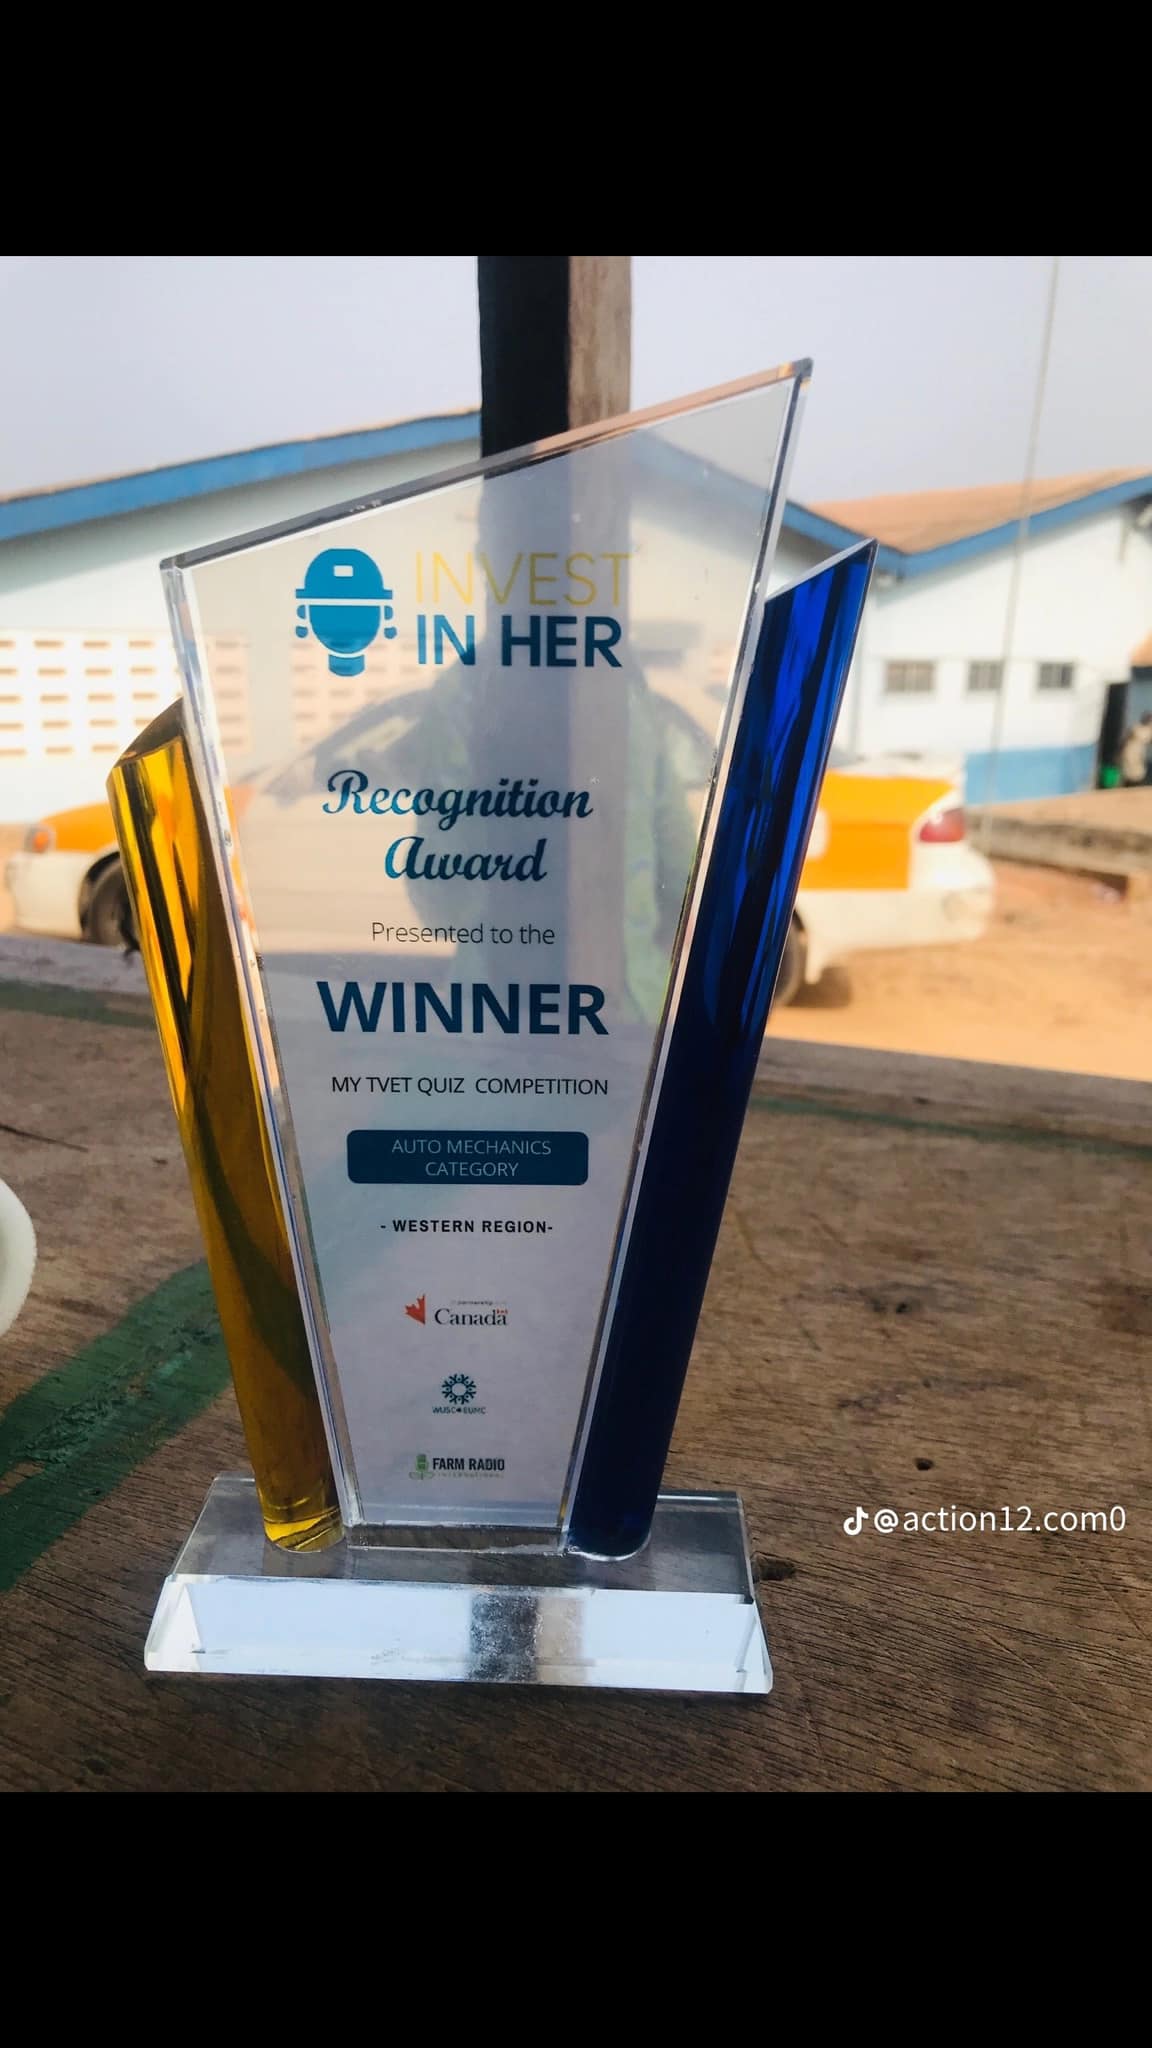 INVEST
IN HER
Recognition
Award
Presented to the
WINNER
MY TVET QUIZ COMPETITION
AUTO MECHANICS
CATEGORY
- WESTERN REGION-
Canada
WUSC EUMC
FARM RADIO
INTERNATIONAL
@action12.com0